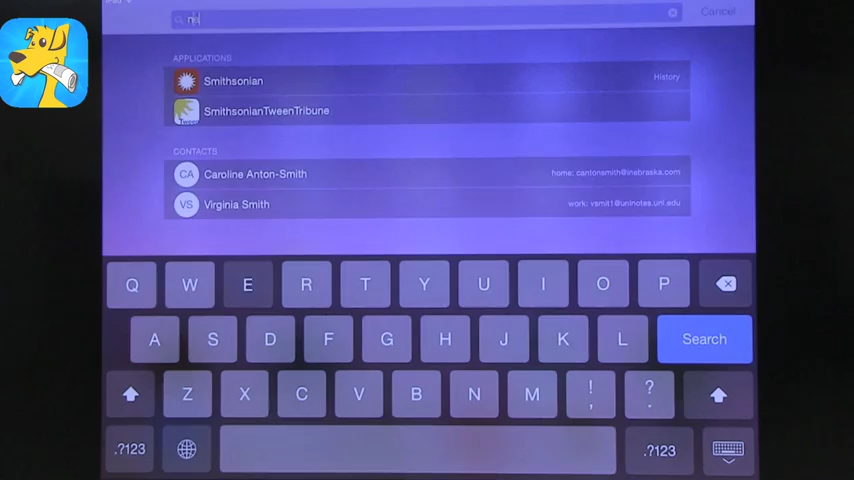 Cancel
APPLICATIONS
Smithsonian
History
SmithsonianTweenTribune
CONTACTS
CA Caroline Anton-Smith
home: cantonsmith@inebraska.com
VS Virginia Smith
work: vsmit1@unlnotes.unl.edu
Q W E R T Y U I O P
A S D F G H J K L Search
Z X C V B N M ! , ? .
.?123 .?123